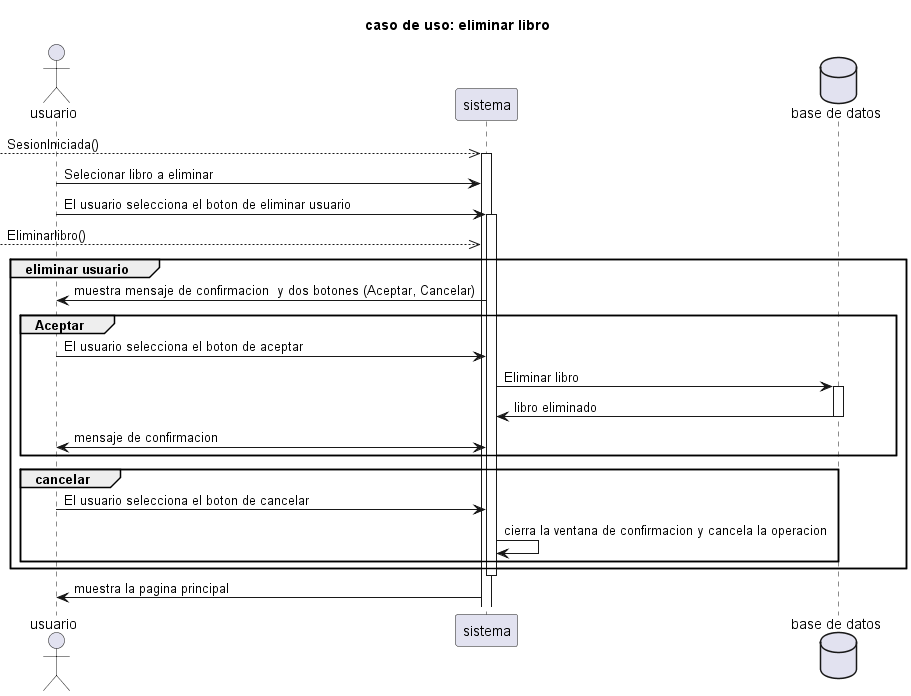 caso de uso: eliminar libro
usuario
sistema
base de datos
SesionIniciada()
Selecionar libro a eliminar
El usuario selecciona el boton de eliminar usuario
Eliminarlibro()
eliminar usuario
muestra mensaje de confirmacion y dos botones (Aceptar, Cancelar)
Aceptar
El usuario selecciona el boton de aceptar
Eliminar libro
libro eliminado
mensaje de confirmacion
cancelar
El usuario selecciona el boton de cancelar
cierra la ventana de confirmacion y cancela la operacion
muestra la pagina principal
usuario
sistema
base de datos